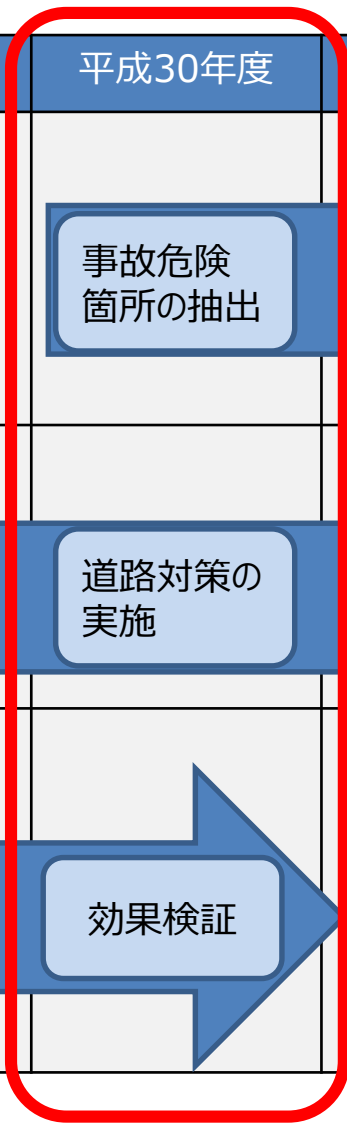 平成30年度
事故危険
箇所の抽出
道路対策の
実施
効果検証